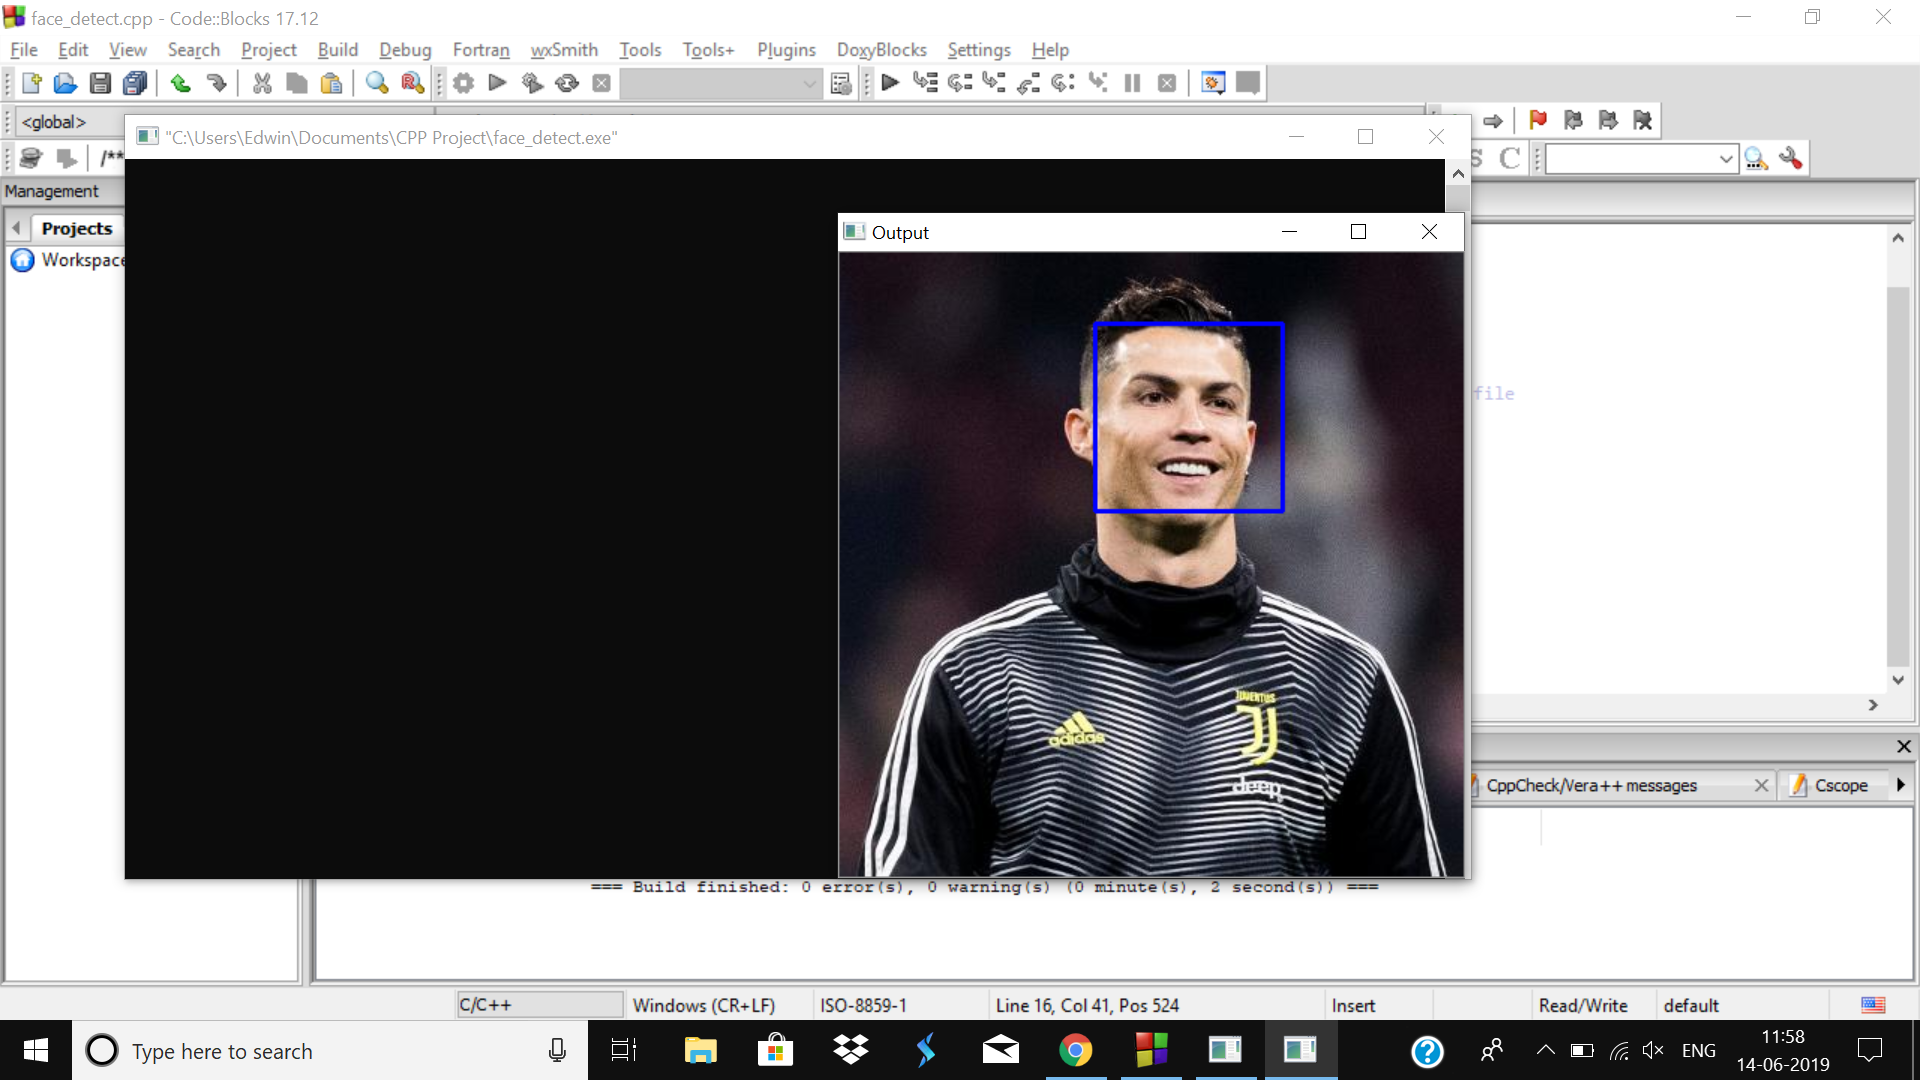 face_detect.cpp - Code::Blocks 17.12
File Edit View Search Project Build Debug Fortran wxSmith Tools Tools+ Plugins DoxyBlocks Settings Help
<global>
"C:\Users\Edwin\Documents\CPP Project\face_detect.exe"
/**
S C
Management
Projects
Output
Workspace
file
JUVENTUS
adidas
Jeep
CppCheck/Vera++ messages
Cscope
=== Build finished: 0 error(s), 0 warning(s) (0 minute(s), 2 second(s)) ===
C/C++ Windows (CR+LF) ISO-8859-1 Line 16, Col 41, Pos 524 Insert Read/Write default
Type here to search
ENG
11:58
14-06-2019